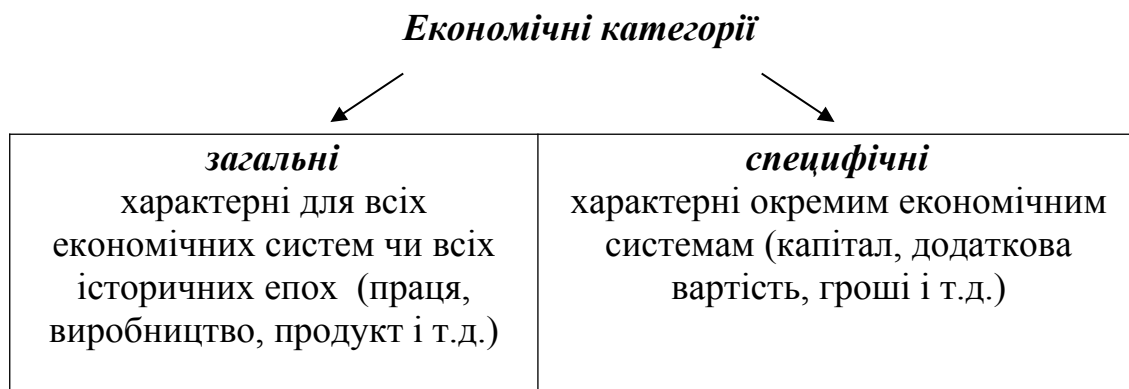 Економічні категорії
загальні
характерні для всіх
економічних систем чи всіх
історичних епох (праця,
виробництво, продукт і т.д.)
специфічні
характерні окремим економічним
системам (капітал, додаткова
вартість, гроші і т.д.)